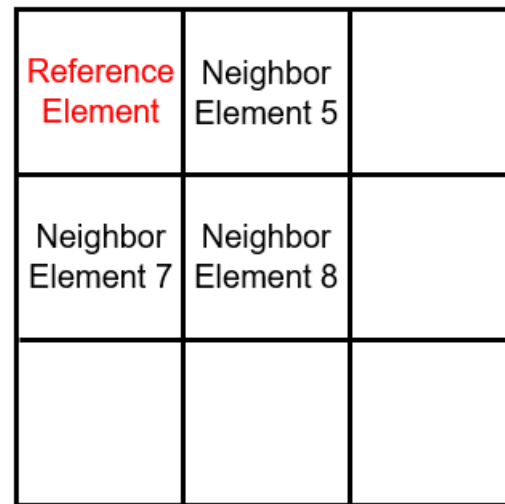 Reference
Element
Neighbor
Element 5
Neighbor
Element 7
Neighbor
Element 8